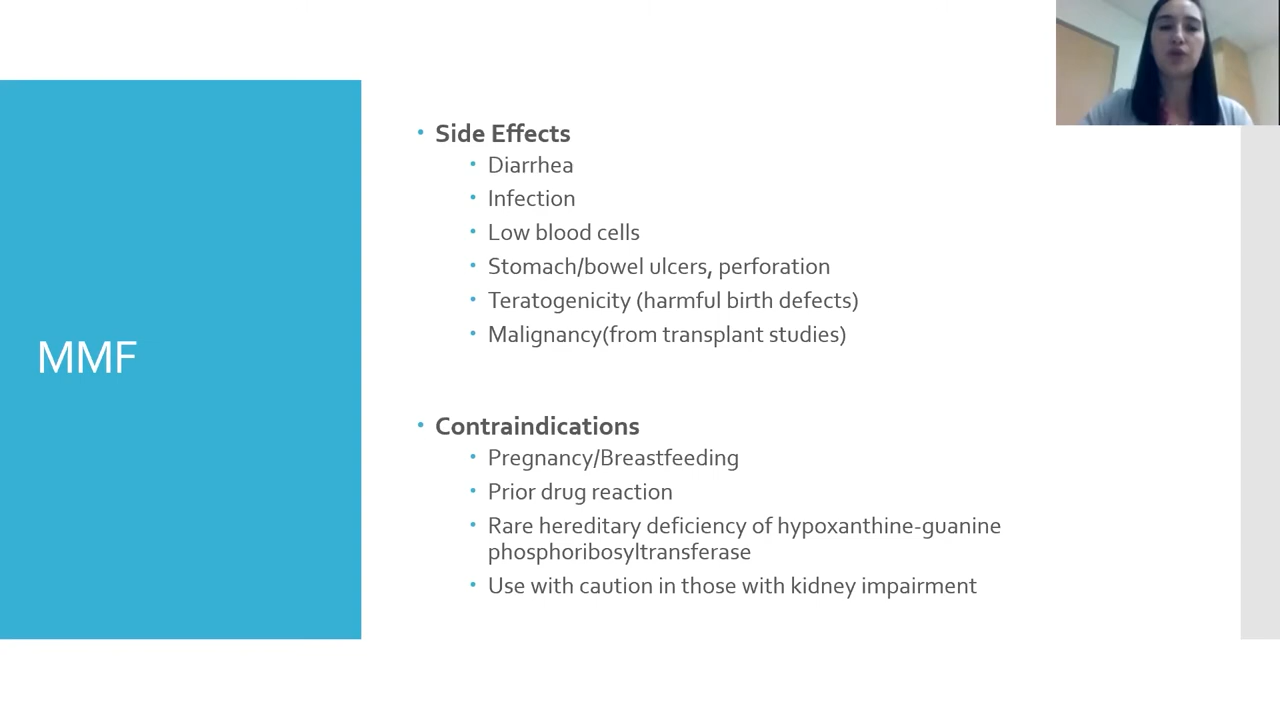 MMF
• Side Effects
• Diarrhea
• Infection
• Low blood cells
• Stomach/bowel ulcers, perforation
• Teratogenicity (harmful birth defects)
• Malignancy(from transplant studies)
• Contraindications
• Pregnancy/Breastfeeding
• Prior drug reaction
• Rare hereditary deficiency of hypoxanthine-guanine
phosphoribosyltransferase
• Use with caution in those with kidney impairment